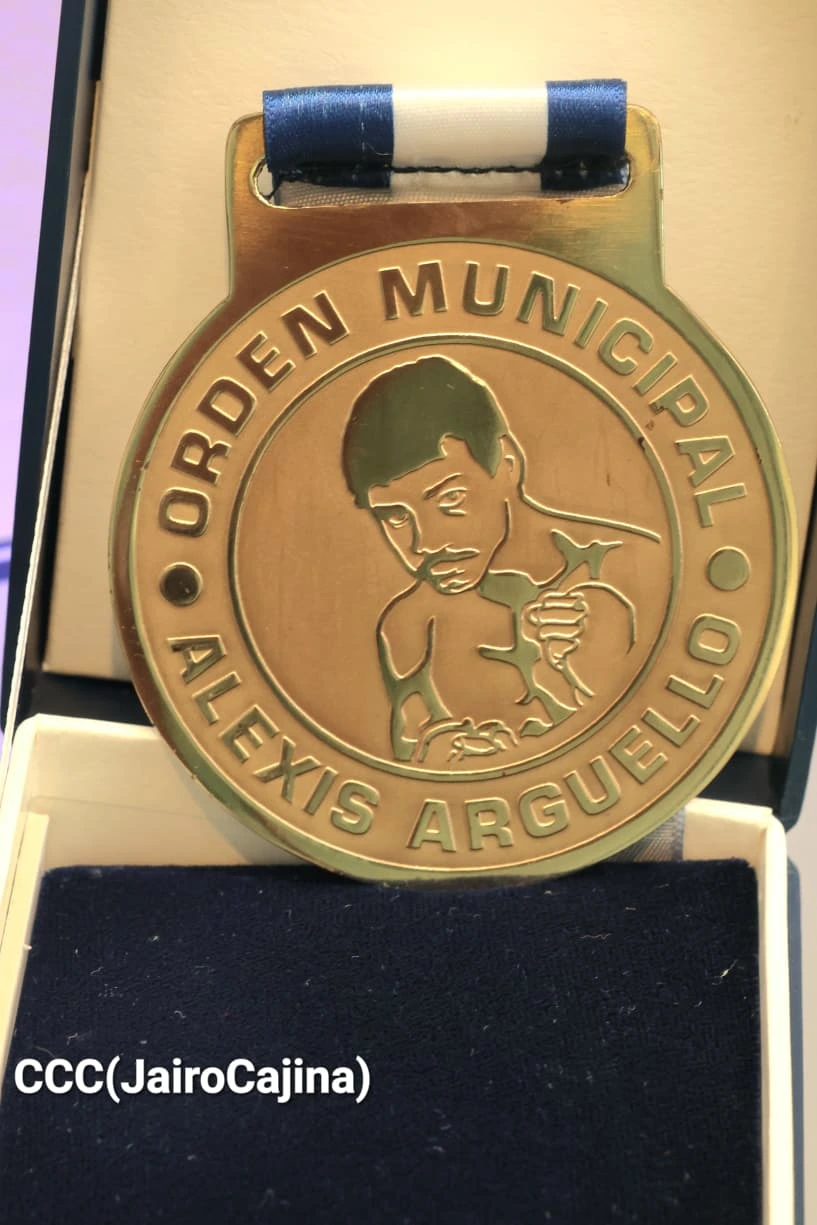 ORDEN MUNICIPAL
ALEXIS ARGUELLO
CCC(JairoCajina)